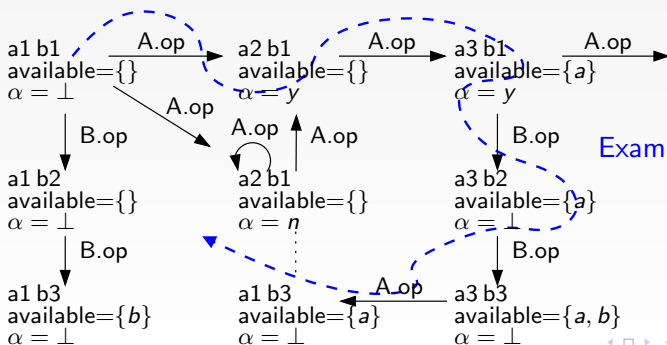 A.op
A.op
A.op
a1 b1
available={}
α = ⊥
a2 b1
available={}
α = y
a3 b1
available={a}
α = y
A.op
B.op
A.op
A.op
B.op
Exam
a1 b2
available={}
α = ⊥
a2 b1
available={}
α = n
a3 b2
available={a}
α = ⊥
B.op
B.op
A.op
a1 b3
available={b}
α = ⊥
a1 b3
available={a}
α = ⊥
a3 b3
available={a, b}
α = ⊥